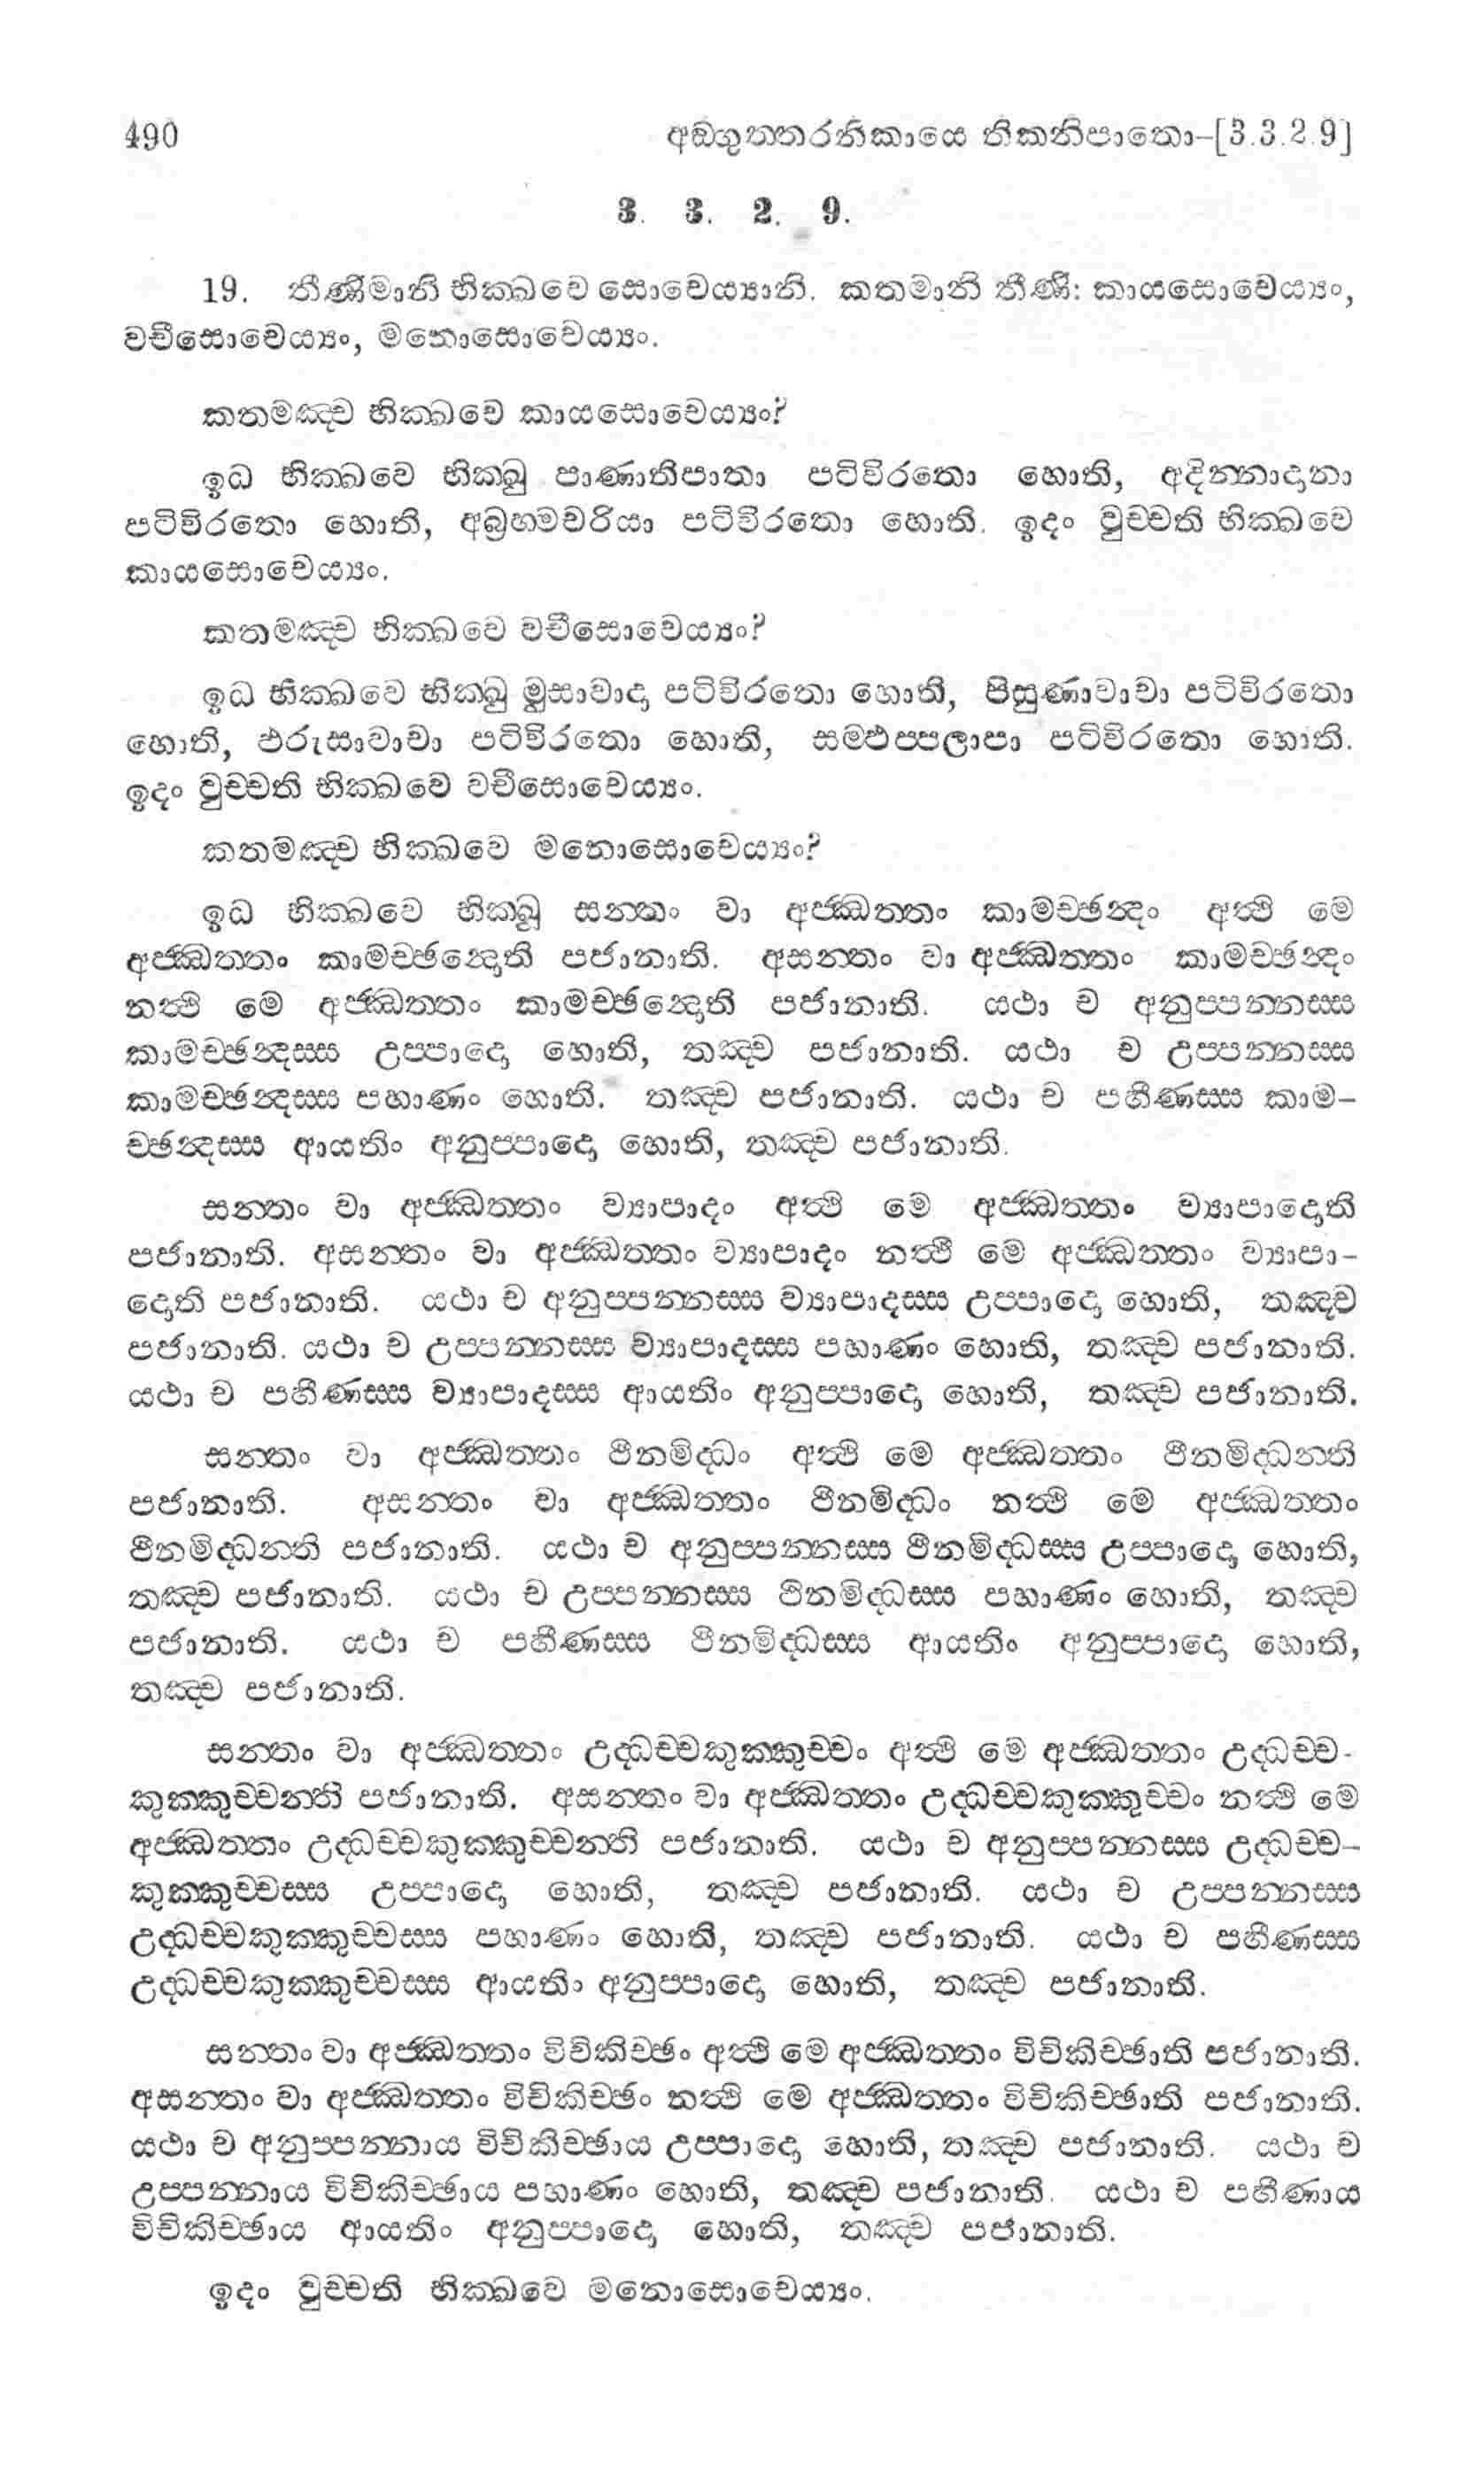 490 අඞ්ගුත්තරනිකායෙ තිකනිපාතො-[3.3.2.9]
3. 3. 2. 9.
19. තීණිමානි භික්ඛවෙ සොචෙය්‍යානි. කතමානි තීණි: කායසොචෙය්‍යං,
වචීසොචෙය්‍යං, මනොසොචෙය්‍යං.
කතමඤ්ච භික්ඛවෙ කායසොචෙය්‍යං?
ඉධ භික්ඛවෙ භික්ඛු පාණාතිපාතා පටිවිරතො හොති, අදින්නාදානා
පටිවිරතො හොති, අබ්‍රහ්මචරියා පටිවිරතො හොති. ඉදං වුච්චති භික්ඛවෙ
කායසොචෙය්‍යං.
කතමඤ්ච භික්ඛවෙ වචීසොචෙය්‍යං?
ඉධ භික්ඛවෙ භික්ඛු මුසාවාදා පටිවිරතො හොති, පිසුණාවාචා පටිවිරතො
හොති, ඵරුසාවාචා පටිවිරතො හොති, සම්ඵප්පලාපා පටිවිරතො හොති.
ඉදං වුච්චති භික්ඛවෙ වචීසොචෙය්‍යං.
කතමඤ්ච භික්ඛවෙ මනොසොචෙය්‍යං?
ඉධ භික්ඛවෙ භික්ඛූ සන්තං වා අජ්ඣත්තං කාමච්ඡන්දං අත්ථි මෙ
අජ්ඣත්තං කාමච්ඡන්දොති පජානාති. අසන්තං වා අජ්ඣත්තං කාමච්ඡන්දං
නත්ථි මෙ අජ්ඣත්තං කාමච්ඡන්දොති පජානාති. යථා ච අනුප්පන්නස්ස
කාමච්ඡන්දස්ස උප්පාදො හොති, තඤ්ච පජානාති. යථා ච උප්පන්නස්ස
කාමච්ඡන්දස්ස පහාණං හොති. තඤ්ච පජානාති. යථා ච පහීණස්ස කාම-
ච්ඡන්දස්ස ආයතිං අනුප්පාදො හොති, තඤ්ච පජානාති.
සන්තං වා අජ්ඣත්තං ව්‍යාපාදං අත්ථි මෙ අජ්ඣත්තං ව්‍යාපාදොති
පජානාති. අසන්තං වා අජ්ඣත්තං ව්‍යාපාදං නත්ථි මෙ අජ්ඣත්තං ව්‍යාපා-
දොති පජානාති. යථා ච අනුප්පන්නස්ස ව්‍යාපාදස්ස උප්පාදො හොති, තඤ්ච
පජානාති. යථා ච උප්පන්නස්ස ව්‍යාපාදස්ස පහාණං හොති, තඤ්ච පජානාති.
යථා ච පහීණස්ස ව්‍යාපාදස්ස ආයතිං අනුප්පාදො හොති, තඤ්ච පජානාති.
සන්තං වා අජ්ඣත්තං ථීනමිද්ධං අත්ථි මෙ අජ්ඣත්තං ථීනමිද්ධන්ති
පජානාති. අසන්තං වා අජ්ඣත්තං ථීනමිද්ධං නත්ථි මෙ අජ්ඣත්තං
ථීනමිද්ධන්ති පජානාති. යථා ච අනුප්පන්නස්ස ථීනමිද්ධස්ස උප්පාදො හොති,
තඤ්ච පජානාති. යථා ච උප්පන්නස්ස ථිනමිද්ධස්ස පහාණං හොති, තඤ්ච
පජානාති. යථා ච පහීණස්ස ථීනමිද්ධස්ස ආයතිං අනුප්පාදො හොති,
තඤ්ච පජානාති.
සන්තං වා අජ්ඣත්තං උද්ධච්චකුක්කුච්චං අත්ථි මෙ අජ්ඣත්තං උද්ධච්ච-
කුක්කුච්චන්ති පජානාති. අසන්තං වා අජ්ඣත්තං උද්ධච්චකුක්කුච්චං නත්ථි මෙ
අජ්ඣත්තං උද්ධච්චකුක්කුච්චන්ති පජානාති. යථා ච අනුප්පන්නස්ස උද්ධච්ච-
කුක්කුච්චස්ස උප්පාදො හොති, තඤ්ච පජානාති. යථා ච උප්පන්නස්ස
උද්ධච්චකුක්කුච්චස්ස පහාණං හොති, තඤ්ච පජානාති. යථා ච පහීණස්ස
උද්ධච්චකුක්කුච්චස්ස ආයතිං අනුප්පාදො හොති, තඤ්ච පජානාති.
සන්තං වා අජ්ඣත්තං විචිකිච්ඡං අත්ථි මෙ අජ්ඣත්තං විචිකිච්ඡාති පජානාති.
අසන්තං වා අජ්ඣත්තං විචිකිච්ඡං නත්ථි මෙ අජ්ඣත්තං විචිකිච්ඡාති පජානාති.
යථා ච අනුප්පන්නාය විචිකිච්ඡාය උප්පාදො හොති, තඤ්ච පජානාති. යථා ච
උප්පන්නාය විචිකිච්ඡාය පහාණං හොති, තඤ්ච පජානාති. යථා ච පහීණාය
විචිකිච්ඡාය ආයතිං අනුප්පාදො හොති, තඤ්ච පජානාති.
ඉදං වුච්චති භික්ඛවෙ මනොසොචෙය්‍යං.